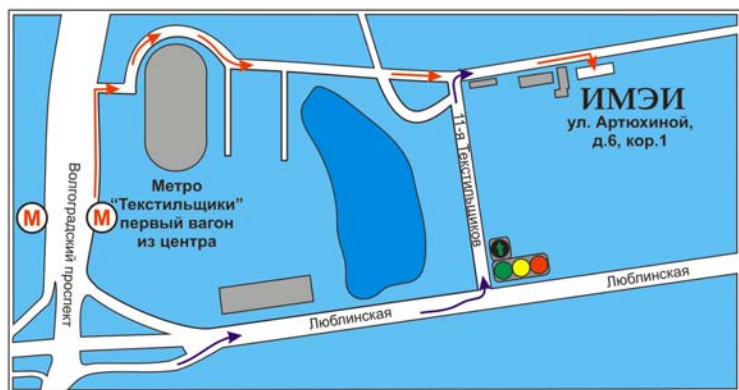 ИМЭИ
ул. Артюхиной,
д.6, кор.1
11-я Текстильщиков
Волгоградский проспект
М
М
Метро
“Текстильщики”
первый вагон
из центра
Люблинская
Люблинская